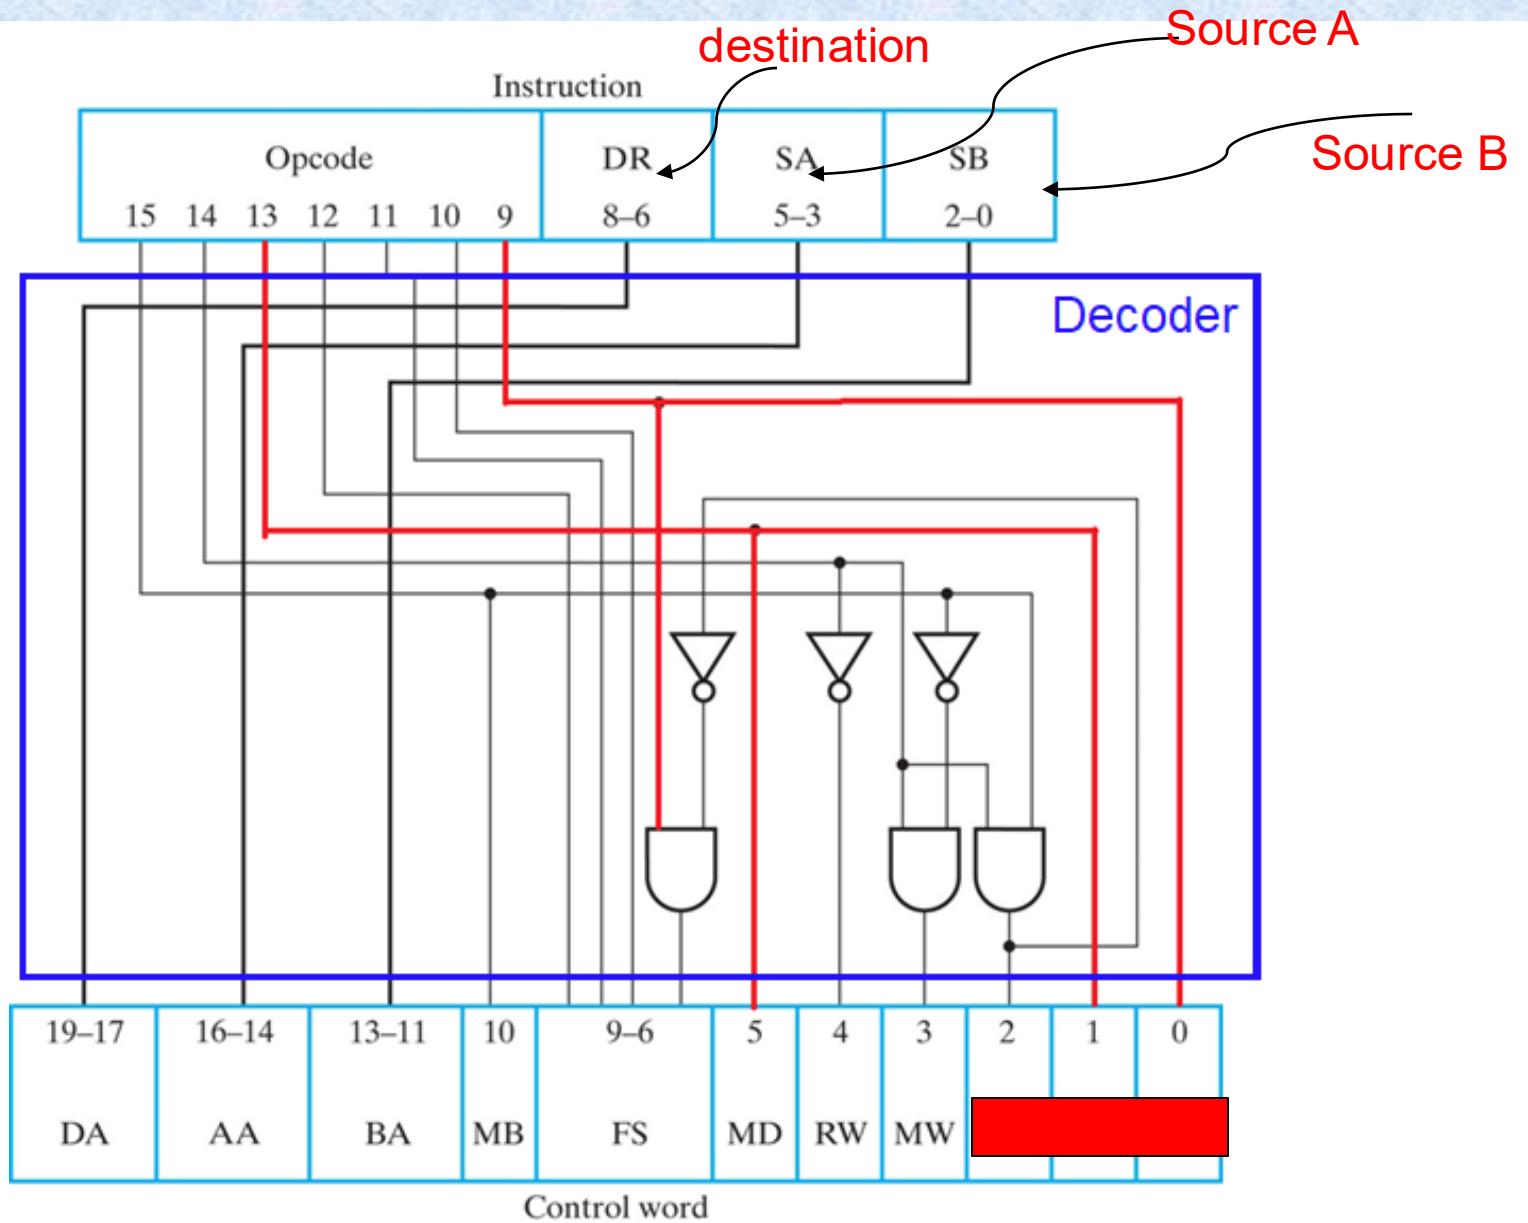 destination
Source A
Instruction
Source B
Opcode
DR
SA
SB
15 14 13 12 11 10 9
8–6
5–3
2–0
Decoder
19–17
16–14
13–11
10
9–6
5
4
3
2
1
0
DA
AA
BA
MB
FS
MD
RW
MW
Control word